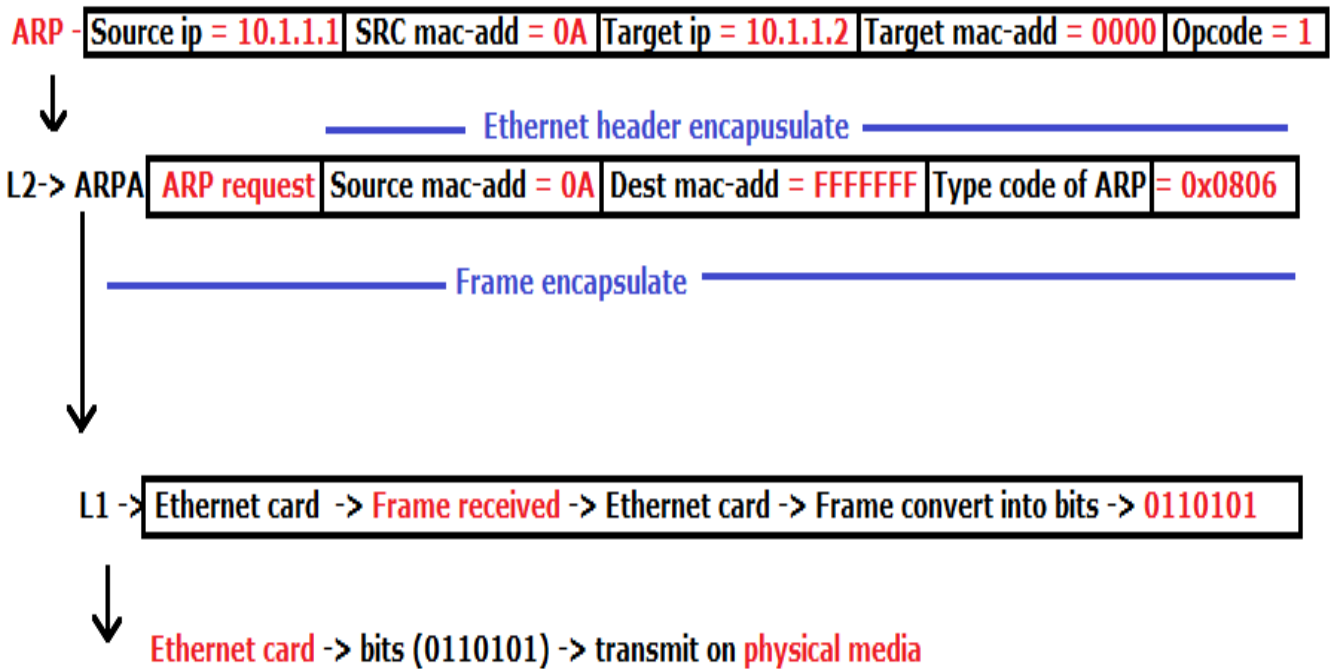 ARP - Source ip = 10.1.1.1 SRC mac-add = 0A Target ip = 10.1.1.2 Target mac-add = 0000 Opcode = 1
Ethernet header encapusulate
L2-> ARPA ARP request Source mac-add = 0A Dest mac-add = FFFFFFF Type code of ARP = 0x0806
Frame encapsulate
L1 -> Ethernet card -> Frame received -> Ethernet card -> Frame convert into bits -> 0110101
Ethernet card -> bits (0110101) -> transmit on physical media